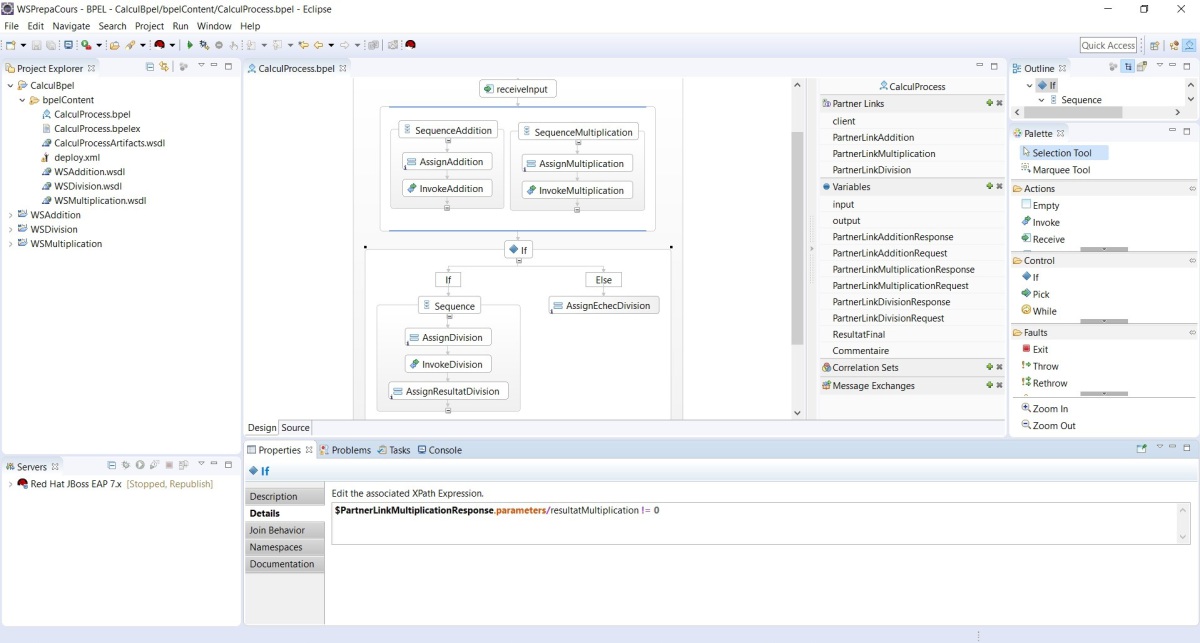 WSPrepaCours - BPEL - CalculBpel/bpelContent/CalculProcess.bpel - Eclipse
File Edit Navigate Search Project Run Window Help
Quick Access
Project Explorer
CalculBpel
bpelContent
CalculProcess.bpel
CalculProcess.bpelex
CalculProcessArtifacts.wsdl
deploy.xml
WSAddition.wsdl
WSDivision.wsdl
WSMultiplication.wsdl
WSAddition
WSDivision
WSMultiplication
CalculProcess.bpel
receiveInput
SequenceAddition
AssignAddition
InvokeAddition
SequenceMultiplication
AssignMultiplication
InvokeMultiplication
If
If
Sequence
AssignDivision
InvokeDivision
AssignResultatDivision
Else
AssignEchecDivision
Design Source
CalculProcess
Partner Links
client
PartnerLinkAddition
PartnerLinkMultiplication
PartnerLinkDivision
Variables
input
output
PartnerLinkAdditionResponse
PartnerLinkAdditionRequest
PartnerLinkMultiplicationResponse
PartnerLinkMultiplicationRequest
PartnerLinkDivisionResponse
PartnerLinkDivisionRequest
ResultatFinal
Commentaire
Correlation Sets
Message Exchanges
Outline
If
Sequence
Palette
Selection Tool
Marquee Tool
Actions
Empty
Invoke
Receive
Control
If
Pick
While
Faults
Exit
Throw
Rethrow
Zoom In
Zoom Out
Servers
Red Hat JBoss EAP 7.x [Stopped, Republish]
Properties Problems Tasks Console
If
Description
Details
Join Behavior
Namespaces
Documentation
Edit the associated XPath Expression.
$PartnerLinkMultiplicationResponse.parameters/resultatMultiplication != 0